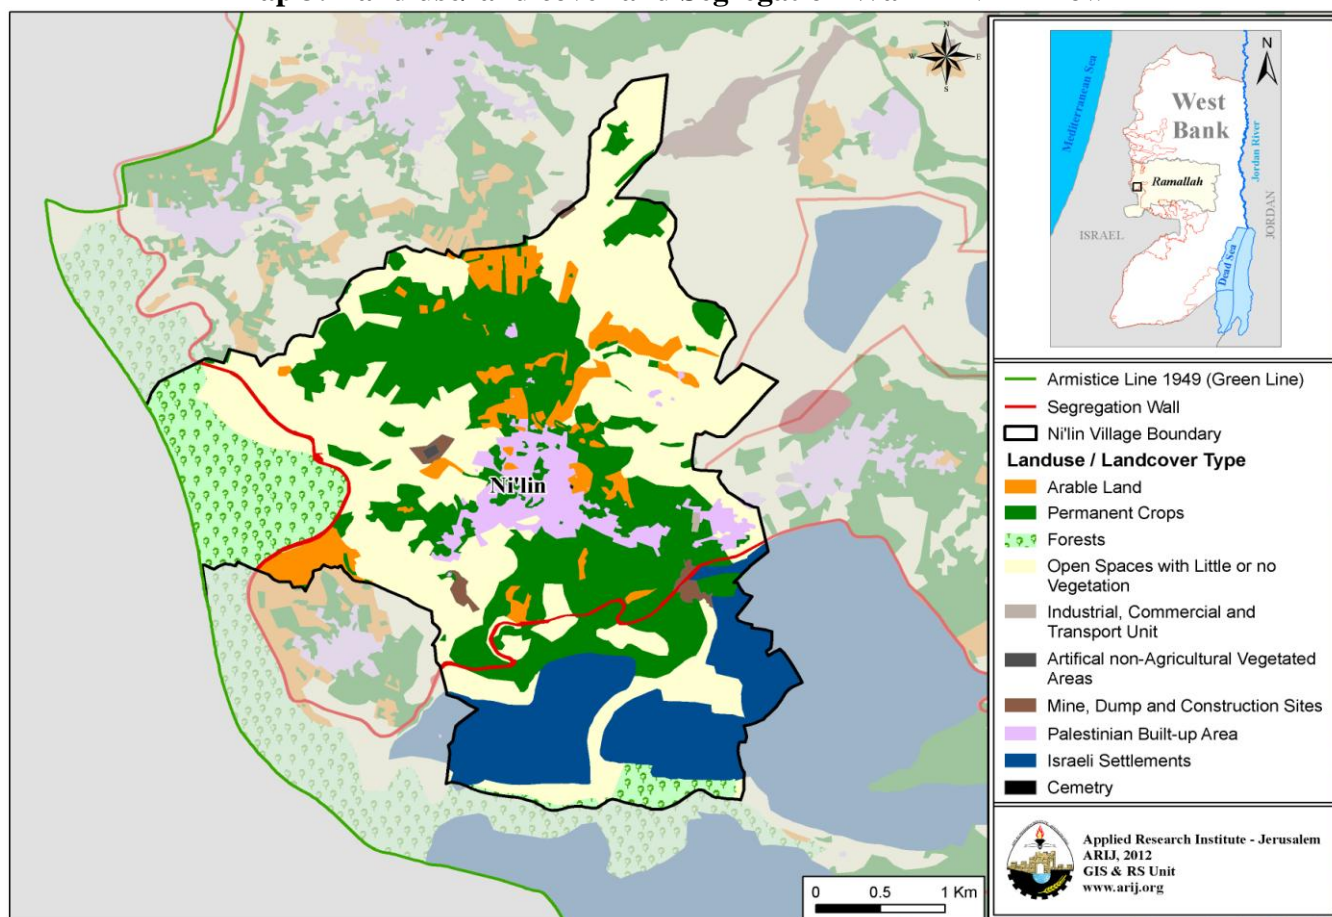 N
W
E
S
N
Mediterranean Sea
West
Bank
Jordan River
Ramallah
ISRAEL
JORDAN
Dead Sea
Armistice Line 1949 (Green Line)
Segregation Wall
Ni'lin Village Boundary
Landuse / Landcover Type
Arable Land
Permanent Crops
Forests
Open Spaces with Little or no
Vegetation
Industrial, Commercial and
Transport Unit
Artifical non-Agricultural Vegetated
Areas
Mine, Dump and Construction Sites
Palestinian Built-up Area
Israeli Settlements
Cemetry
Ni'lin
0 0.5 1 Km
Applied Research Institute - Jerusalem
ARIJ, 2012
GIS & RS Unit
www.arij.org